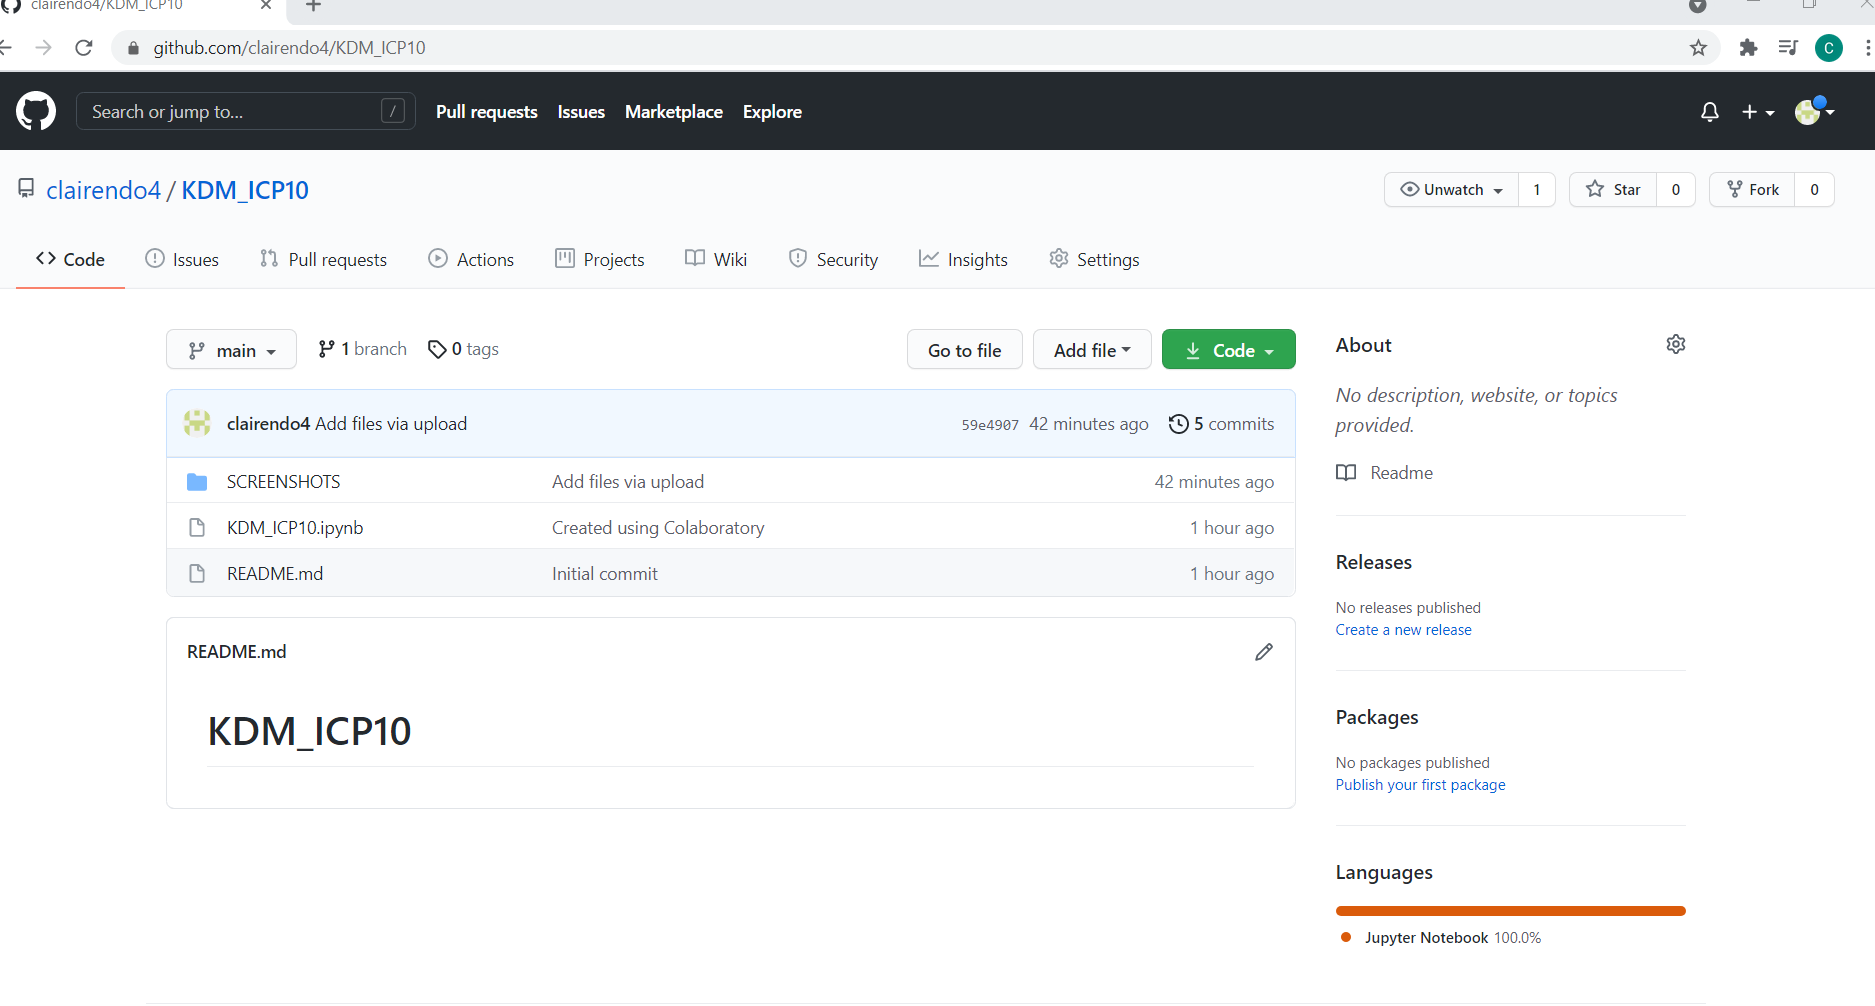 clairendo4/KDM_ICP10
github.com/clairendo4/KDM_ICP10
C
Search or jump to... /
Pull requests Issues Marketplace Explore
clairendo4 / KDM_ICP10
Unwatch 1 Star 0 Fork 0
Code Issues Pull requests Actions Projects Wiki Security Insights Settings
main 1 branch 0 tags
Go to file Add file Code
clairendo4 Add files via upload 59e4907 42 minutes ago 5 commits
SCREENSHOTS Add files via upload 42 minutes ago
KDM_ICP10.ipynb Created using Colaboratory 1 hour ago
README.md Initial commit 1 hour ago
README.md
KDM_ICP10
About
No description, website, or topics
provided.
Readme
Releases
No releases published
Create a new release
Packages
No packages published
Publish your first package
Languages
Jupyter Notebook 100.0%